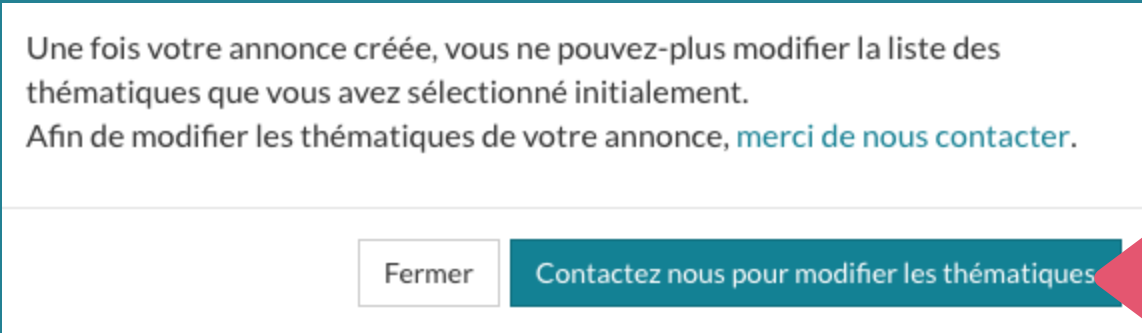 Une fois votre annonce créée, vous ne pouvez-plus modifier la liste des
thématiques que vous avez sélectionné initialement.
Afin de modifier les thématiques de votre annonce, merci de nous contacter.
Fermer
Contactez nous pour modifier les thématiques